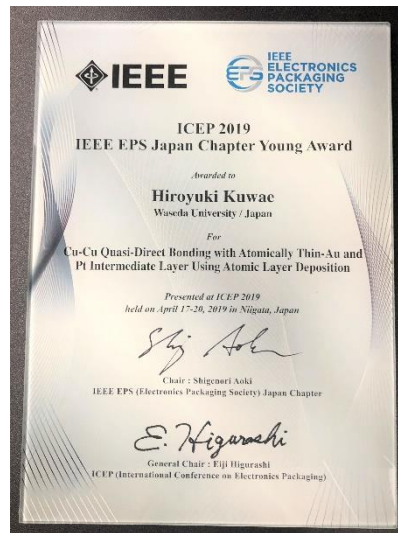 IEEE
IEEE
ELECTRONICS
PACKAGING
SOCIETY
EPS
ICEP 2019
IEEE EPS Japan Chapter Young Award
Awarded to
Hiroyuki Kuwae
Waseda University / Japan
For
Cu-Cu Quasi-Direct Bonding with Atomically Thin-Au and
Pt Intermediate Layer Using Atomic Layer Deposition
Presented at ICEP 2019
held on April 17-20, 2019 in Niigata, Japan
Shig Aoki
Chair : Shigenori Aoki
IEEE EPS (Electronics Packaging Society) Japan Chapter
E. Higurashi
General Chair : Eiji Higurashi
ICEP (International Conference on Electronics Packaging)